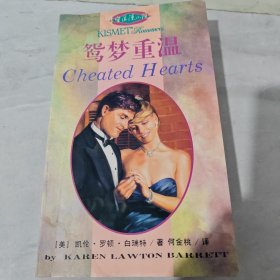 KISMET Romances
鸳梦重温
Cheated Hearts
[美] 凯伦·罗顿·白瑞特/著 何金桃/译
by KAREN LAWTON BARRETT